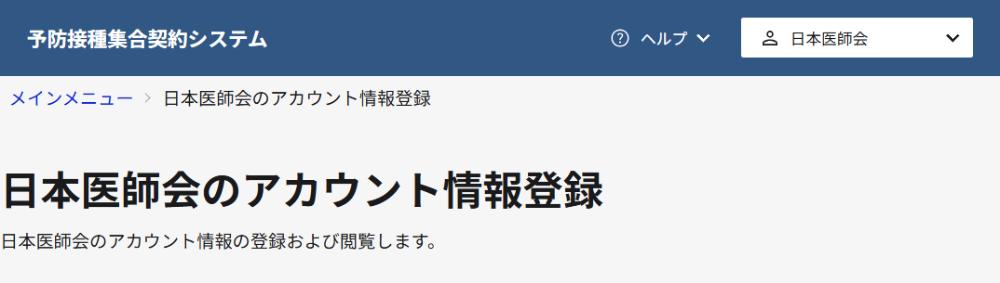 予防接種集合契約システム
ヘルプ
日本医師会
メインメニュー 日本医師会のアカウント情報登録
日本医師会のアカウント情報登録
日本医師会のアカウント情報の登録および閲覧します。